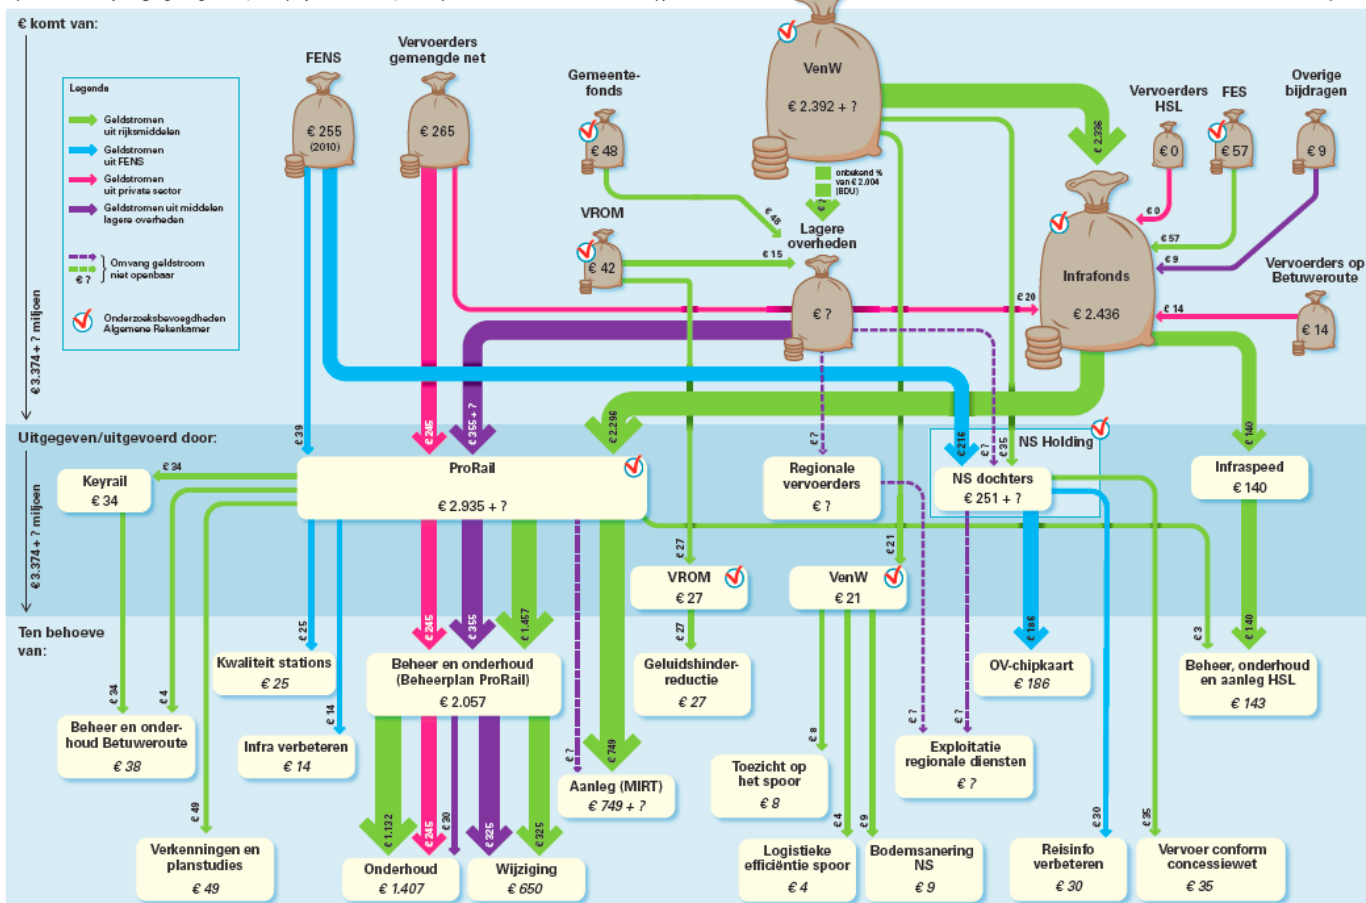 € komt van:
FENS
Vervoerders
gemengde net
Gemeente-
fonds
VenW
€ 2.392 + ?
Vervoerders
HSL
FES
Overige
bijdragen
Legenda
Geldstromen
uit rijksmiddelen
Geldstromen
uit FENS
Geldstromen
uit private sector
Geldstromen uit middelen
lagere overheden
€ ?
Omvang geldstroom
niet openbaar
Onderzoeksbevoegdheden
Algemene Rekenkamer
€ 255
(2010)
€ 265
€ 48
€ 2.336
€ 0
€ 57
€ 9
onbekend %
van € 2.004
(BDU)
€ ?
€ 48
VROM
€ 42
€ 15
Lagere
overheden
€ ?
€ 0
€ 57
€ 9
Infrafonds
€ 2.436
€ 20
€ 14
Vervoerders op
Betuweroute
€ 14
€ 3.374 + ? miljoen
€ 39
€ 245
€ 355 + ?
€ 2.296
€ ?
€ 216
€ ?
€ 35
€ 140
Uitgegeven/uitgevoerd door:
€ 3.374 + ? miljoen
Keyrail
€ 34
€ 34
ProRail
€ 2.935 + ?
Regionale
vervoerders
€ ?
NS Holding
NS dochters
€ 251 + ?
Infraspeed
€ 140
€ 27
€ 21
VROM
€ 27
VenW
€ 21
Ten behoeve
van:
€ 25
€ 245
€ 355
€ 1.457
€ 27
€ 186
€ 3
€ 140
Kwaliteit stations
€ 25
Beheer en onderhoud
(Beheerplan ProRail)
€ 2.057
Geluidshinder-
reductie
€ 27
OV-chipkaart
€ 186
Beheer, onderhoud
en aanleg HSL
€ 143
€ 34
€ 4
€ 14
€ ?
€ 749
€ 8
€ ?
€ ?
Beheer en onder-
houd Betuweroute
€ 38
Infra verbeteren
€ 14
Aanleg (MIRT)
€ 749 + ?
Toezicht op
het spoor
€ 8
Exploitatie
regionale diensten
€ ?
€ 49
€ 1.132
€ 245
€ 30
€ 325
€ 325
€ 4
€ 9
€ 30
€ 35
Verkenningen en
planstudies
€ 49
Onderhoud
€ 1.407
Wijziging
€ 650
Logistieke
efficiëntie spoor
€ 4
Bodemsanering
NS
€ 9
Reisinfo
verbeteren
€ 30
Vervoer conform
concessiewet
€ 35